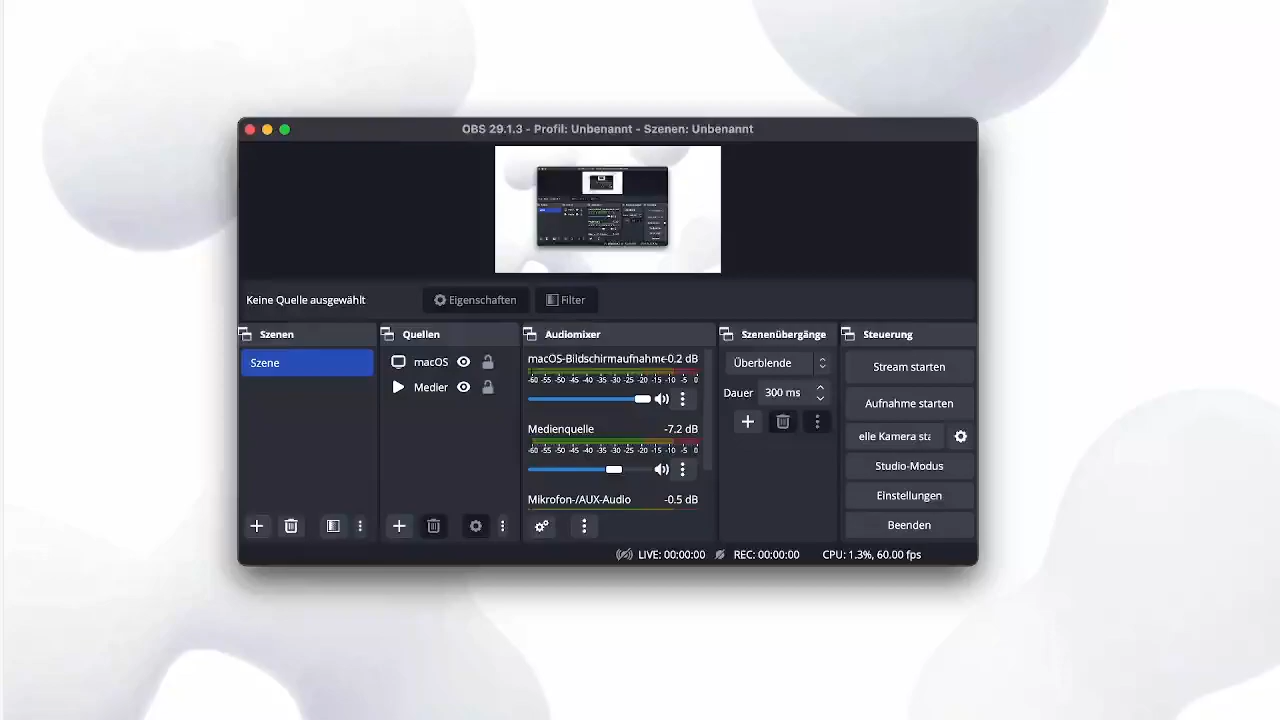 OBS 29.1.3 - Profil: Unbenannt - Szenen: Unbenannt
Keine Quelle ausgewählt
Eigenschaften
Filter
Szenen
Quellen
Audiomixer
Szenenübergänge
Steuerung
Szene
macOS
Medier
macOS-Bildschirmaufnahme -0.2 dB
-60 -55 -50 -45 -40 -35 -30 -25 -20 -15 -10 -5 0
Medienquelle -7.2 dB
-60 -55 -50 -45 -40 -35 -30 -25 -20 -15 -10 -5 0
Mikrofon-/AUX-Audio -0.5 dB
Überblende
Dauer 300 ms
Stream starten
Aufnahme starten
elle Kamera sta
Studio-Modus
Einstellungen
Beenden
LIVE: 00:00:00
REC: 00:00:00
CPU: 1.3%, 60.00 fps